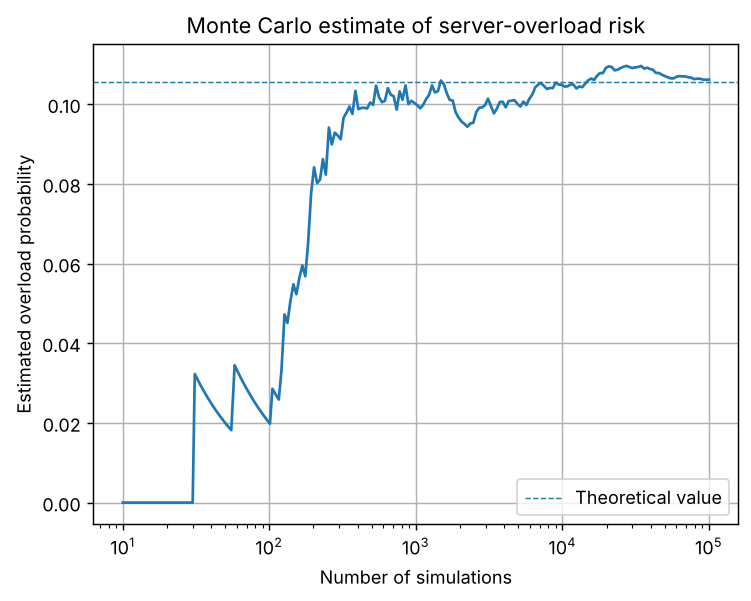 Monte Carlo estimate of server-overload risk
Estimated overload probability
0.10
0.08
0.06
0.04
0.02
0.00
Theoretical value
10¹
10²
10³
10⁴
10⁵
Number of simulations